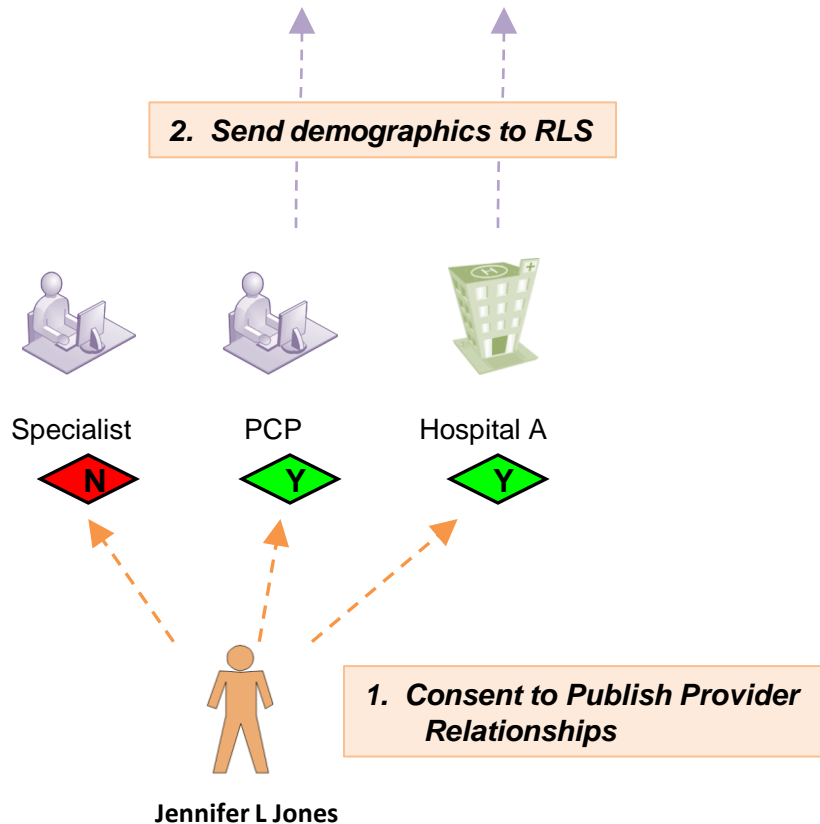 2. Send demographics to RLS
H
Specialist
PCP
Hospital A
N
Y
Y
1. Consent to Publish Provider
Relationships
Jennifer L Jones